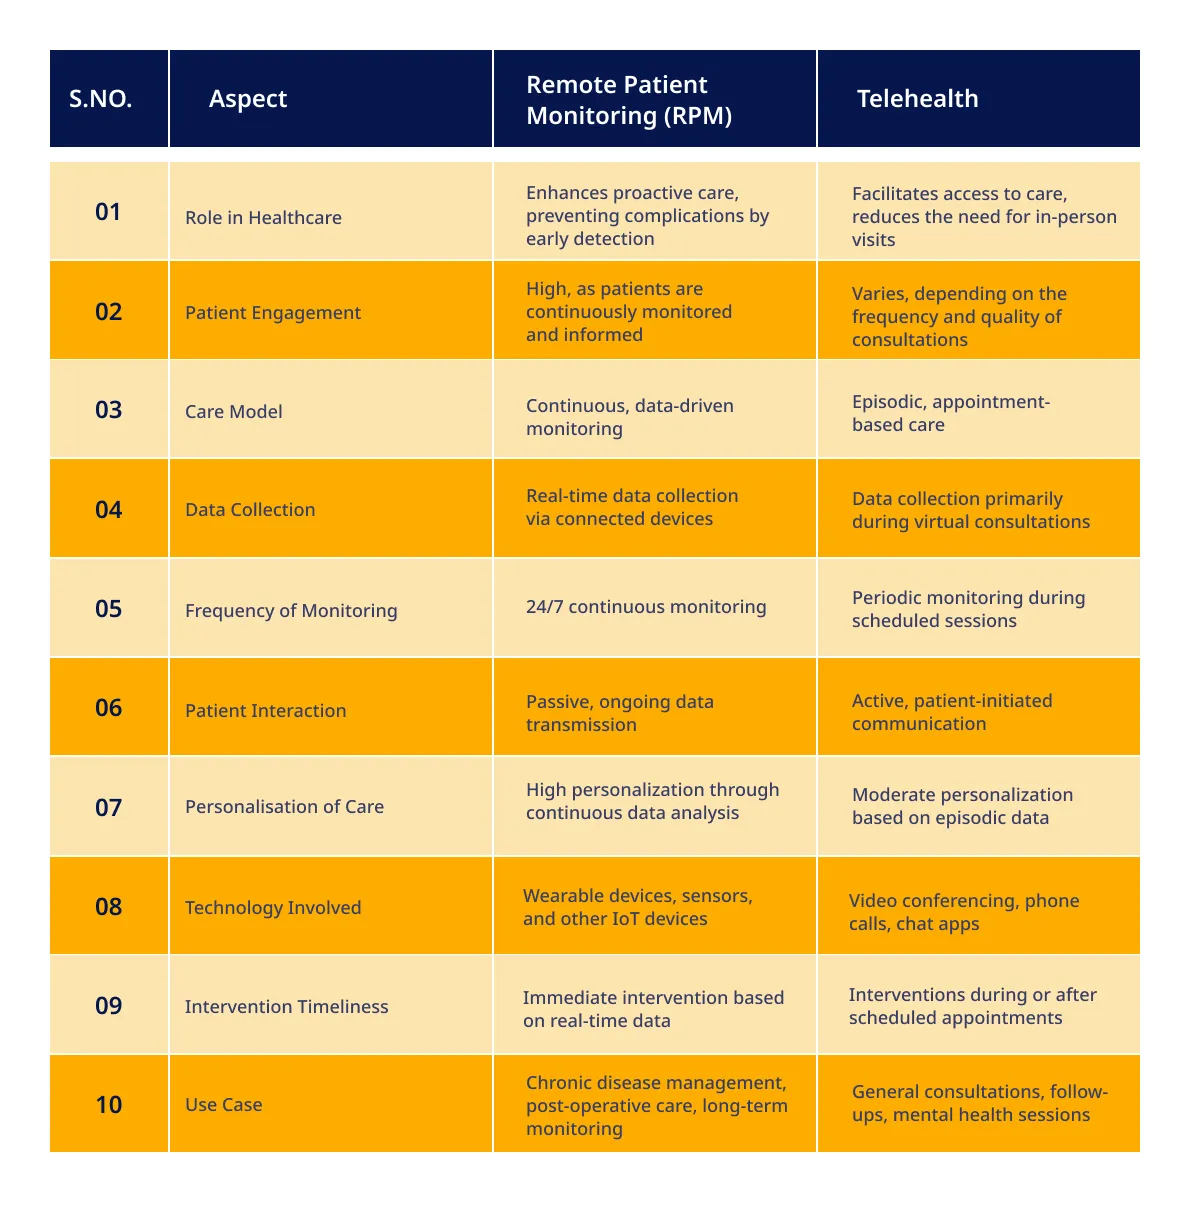 S.NO.
Aspect
Remote Patient
Monitoring (RPM)
Telehealth
01
Role in Healthcare
Enhances proactive care,
preventing complications by
early detection
Facilitates access to care,
reduces the need for in-person
visits
02
Patient Engagement
High, as patients are
continuously monitored
and informed
Varies, depending on the
frequency and quality of
consultations
03
Care Model
Continuous, data-driven
monitoring
Episodic, appointment-
based care
04
Data Collection
Real-time data collection
via connected devices
Data collection primarily
during virtual consultations
05
Frequency of Monitoring
24/7 continuous monitoring
Periodic monitoring during
scheduled sessions
06
Patient Interaction
Passive, ongoing data
transmission
Active, patient-initiated
communication
07
Personalisation of Care
High personalization through
continuous data analysis
Moderate personalization
based on episodic data
08
Technology Involved
Wearable devices, sensors,
and other IoT devices
Video conferencing, phone
calls, chat apps
09
Intervention Timeliness
Immediate intervention based
on real-time data
Interventions during or after
scheduled appointments
10
Use Case
Chronic disease management,
post-operative care, long-term
monitoring
General consultations, follow-
ups, mental health sessions